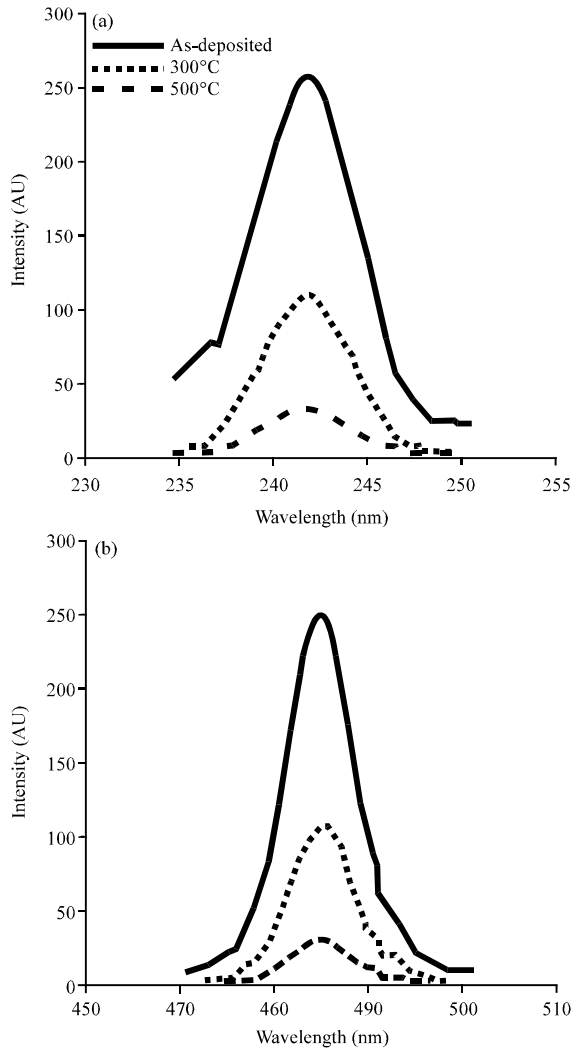 (a)
As-deposited
300°C
500°C
300
250
200
150
100
50
0
Intensity (AU)
230 235 240 245 250 255
Wavelength (nm)
(b)
300
250
200
150
100
50
0
Intensity (AU)
450 470 460 490 500 510
Wavelength (nm)